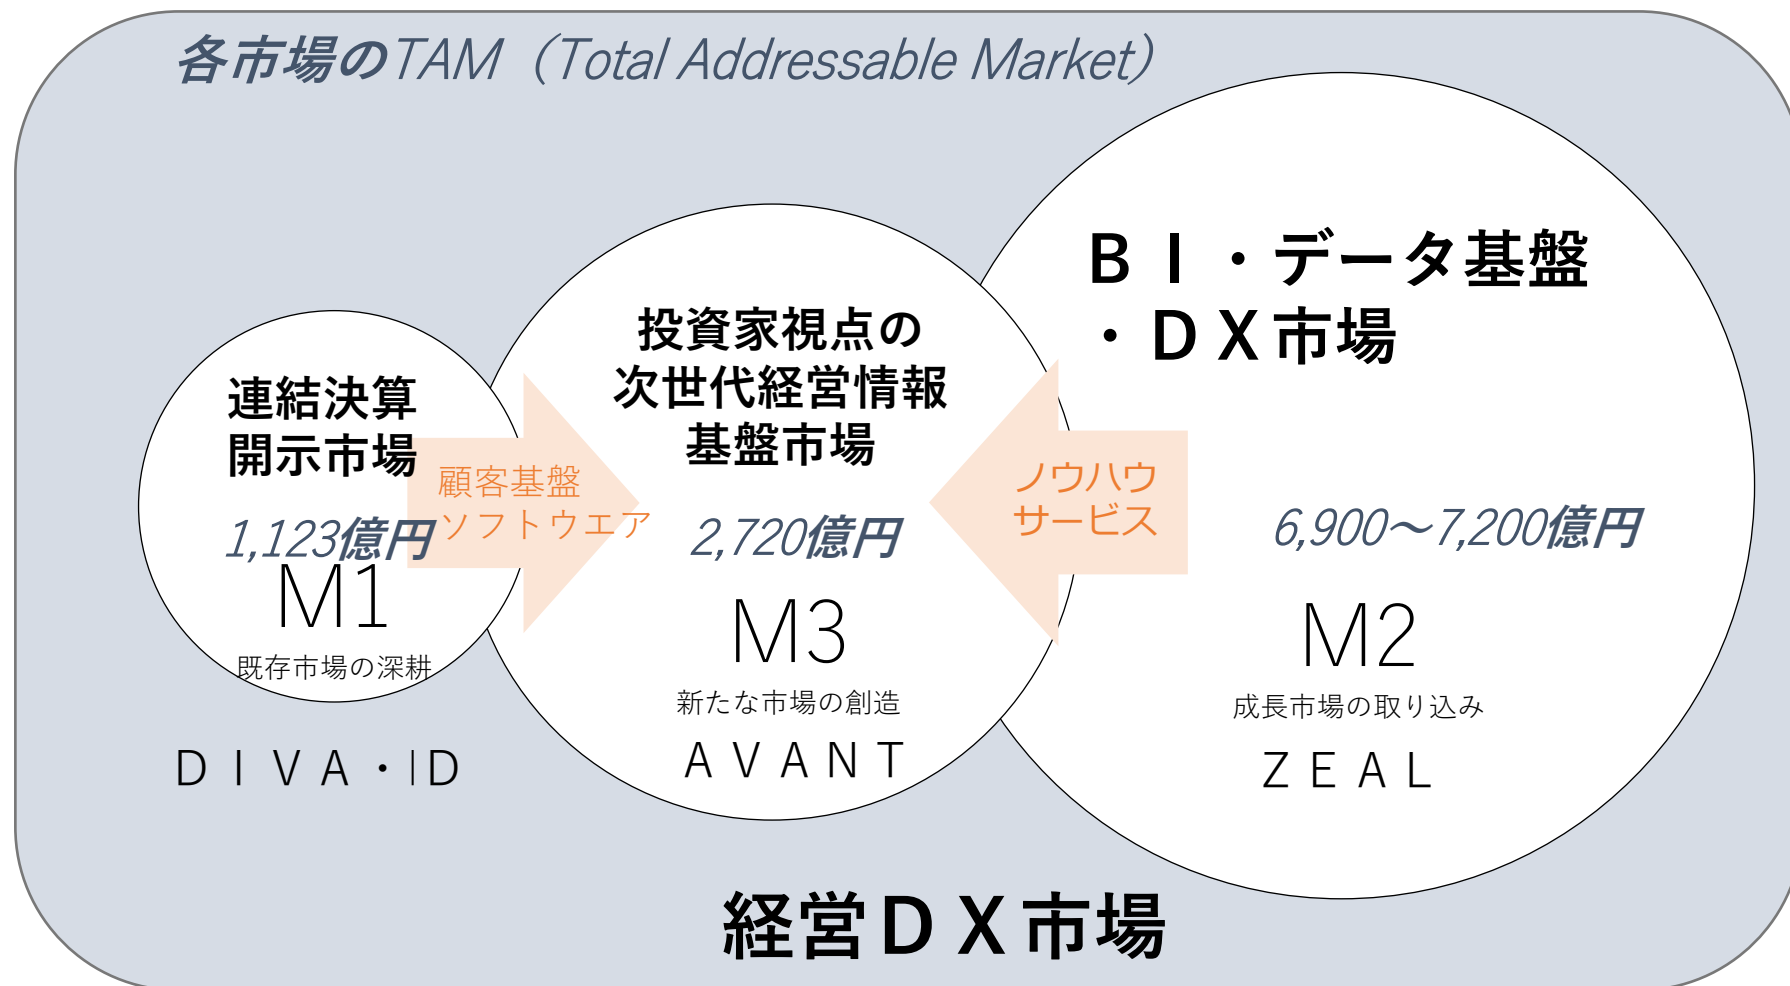 各市場のTAM（Total Addressable Market）
連結決算
開示市場
1,123億円
M1
既存市場の深耕
ＤＩＶＡ・ID
顧客基盤
ソフトウエア
投資家視点の
次世代経営情報
基盤市場
2,720億円
M3
新たな市場の創造
ＡＶＡＮＴ
ノウハウ
サービス
ＢＩ・データ基盤
・ＤＸ市場
6,900～7,200億円
M2
成長市場の取り込み
ＺＥＡＬ
経営ＤＸ市場